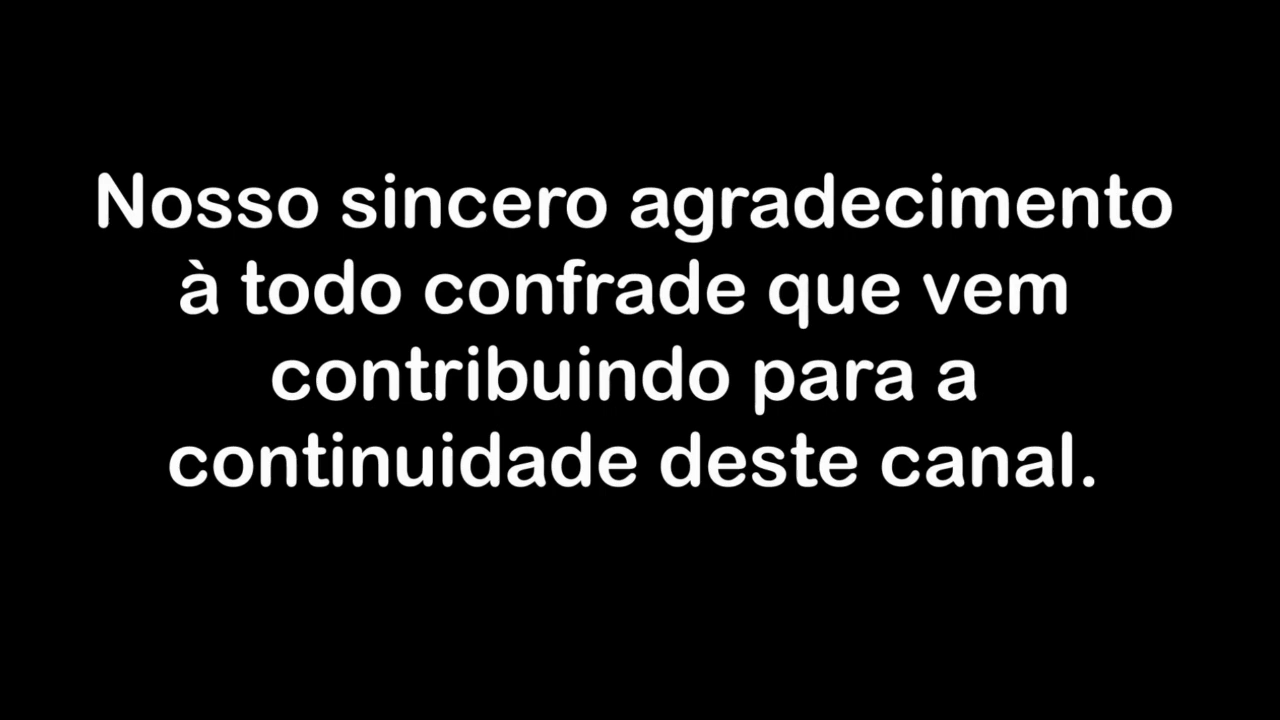 Nosso sincero agradecimento
à todo confrade que vem
contribuindo para a
continuidade deste canal.